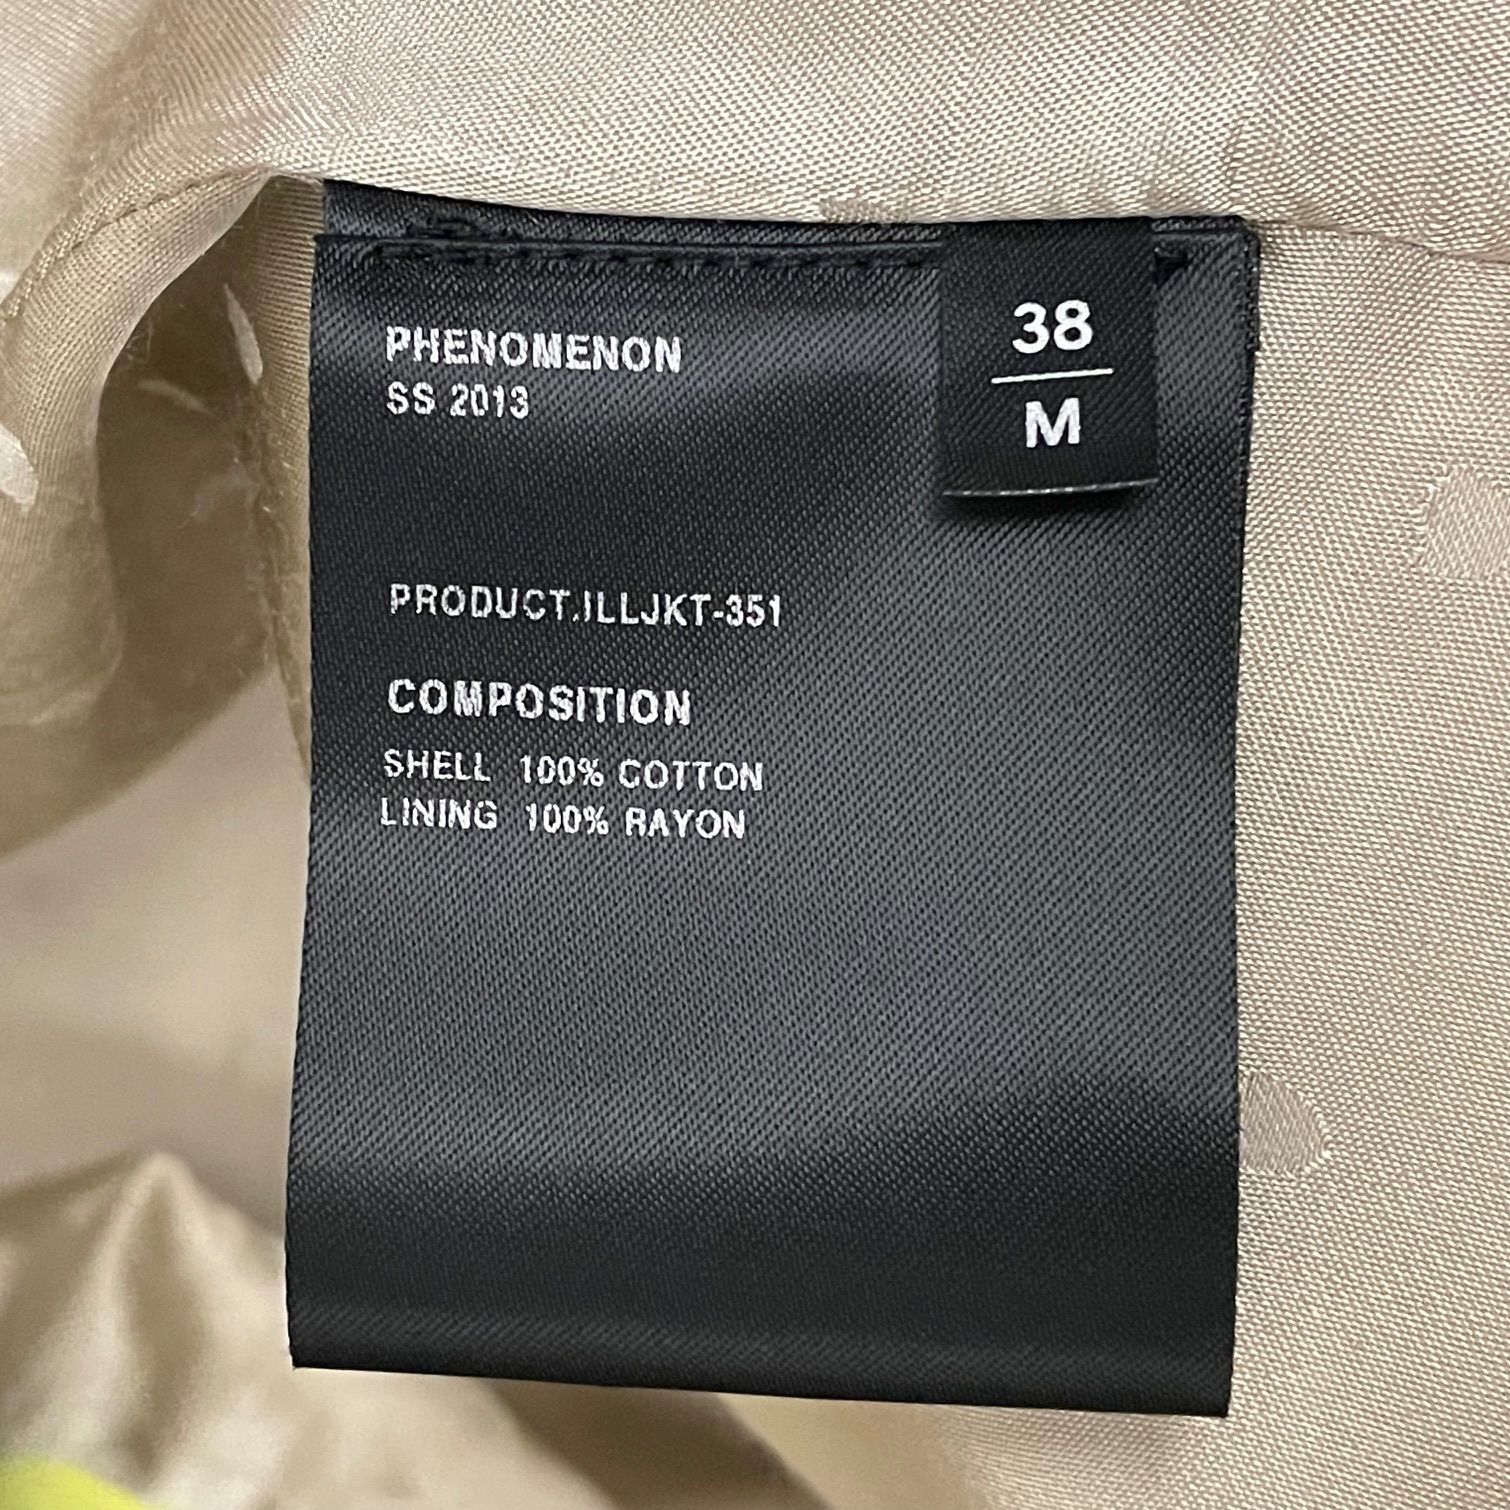 PHENOMENON
SS 2013
38
M
PRODUCT.ILLJKT-351
COMPOSITION
SHELL 100% COTTON
LINING 100% RAYON